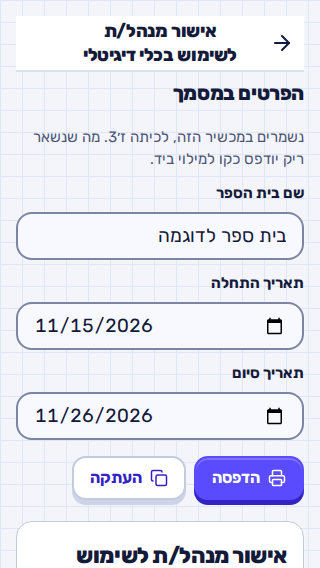 אישור מנהל/ת
לשימוש בכלי דיגיטלי
הפרטים במסמך
נשמרים במכשיר הזה, לכיתה ז׳3. מה שנשאר
ריק יודפס כקו למילוי ביד.
שם בית הספר
בית ספר לדוגמה
תאריך התחלה
11/15/2026
תאריך סיום
11/26/2026
הדפסה
העתקה
אישור מנהל/ת לשימוש